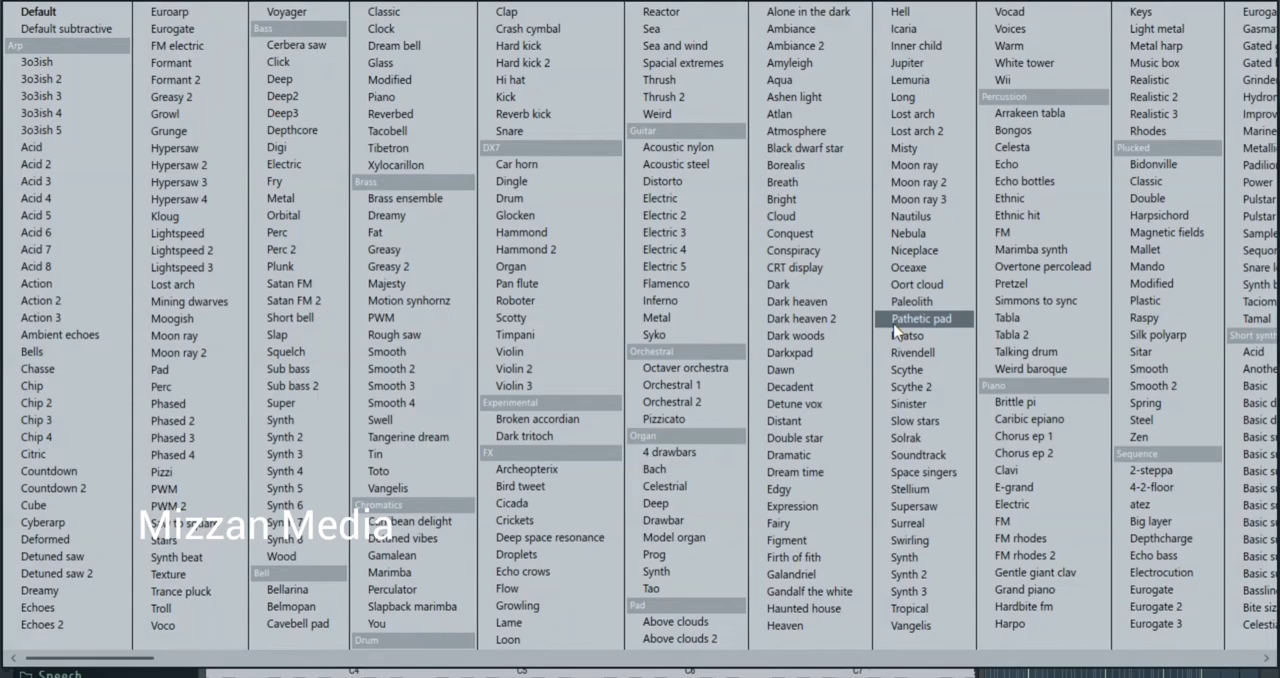 Default
Default subtractive
Arp
3o3ish
3o3ish 2
3o3ish 3
3o3ish 4
3o3ish 5
Acid
Acid 2
Acid 3
Acid 4
Acid 5
Acid 6
Acid 7
Acid 8
Action
Action 2
Action 3
Ambient echoes
Bells
Chasse
Chip
Chip 2
Chip 3
Chip 4
Citric
Countdown
Countdown 2
Cube
Cyberarp
Deformed
Detuned saw
Detuned saw 2
Dreamy
Echoes
Echoes 2
Euroarp
Eurogate
FM electric
Formant
Formant 2
Greasy 2
Growl
Grunge
Hypersaw
Hypersaw 2
Hypersaw 3
Hypersaw 4
Kloug
Lightspeed
Lightspeed 2
Lightspeed 3
Lost arch
Mining dwarves
Moogish
Moon ray
Moon ray 2
Pad
Perc
Phased
Phased 2
Phased 3
Phased 4
Pizzi
PWM
PWM 2
Saw to square
Stairs
Synth beat
Texture
Trance pluck
Troll
Voco
Voyager
Bass
Cerbera saw
Click
Deep
Deep2
Deep3
Depthcore
Digi
Electric
Fry
Metal
Orbital
Perc
Perc 2
Plunk
Satan FM
Satan FM 2
Short bell
Slap
Squelch
Sub bass
Sub bass 2
Super
Synth
Synth 2
Synth 3
Synth 4
Synth 5
Synth 6
Synth 7
Synth 8
Wood
Bell
Bellarina
Belmopan
Cavebell pad
Classic
Clock
Dream bell
Glass
Modified
Piano
Reverbed
Tacobell
Tibetron
Xylocarillon
Brass
Brass ensemble
Dreamy
Fat
Greasy
Greasy 2
Majesty
Motion synhornz
PWM
Rough saw
Smooth
Smooth 2
Smooth 3
Smooth 4
Swell
Tangerine dream
Tin
Toto
Vangelis
Chromatics
Caribbean delight
Detuned vibes
Gamalean
Marimba
Perculator
Slapback marimba
You
Drum
Clap
Crash cymbal
Hard kick
Hard kick 2
Hi hat
Kick
Reverb kick
Snare
DX7
Car horn
Dingle
Drum
Glocken
Hammond
Hammond 2
Organ
Pan flute
Roboter
Scotty
Timpani
Violin
Violin 2
Violin 3
Experimental
Broken accordian
Dark tritoch
FX
Archeopterix
Bird tweet
Cicada
Crickets
Deep space resonance
Droplets
Echo crows
Flow
Growling
Lame
Loon
Reactor
Sea
Sea and wind
Spacial extremes
Thrush
Thrush 2
Weird
Guitar
Acoustic nylon
Acoustic steel
Distorto
Electric
Electric 2
Electric 3
Electric 4
Electric 5
Flamenco
Inferno
Metal
Syko
Orchestral
Octaver orchestra
Orchestral 1
Orchestral 2
Pizzicato
Organ
4 drawbars
Bach
Celestial
Deep
Drawbar
Model organ
Prog
Synth
Tao
Pad
Above clouds
Above clouds 2
Alone in the dark
Ambiance
Ambiance 2
Amyleigh
Aqua
Ashen light
Atlan
Atmosphere
Black dwarf star
Borealis
Breath
Bright
Cloud
Conquest
Conspiracy
CRT display
Dark
Dark heaven
Dark heaven 2
Dark woods
Darkxpad
Dawn
Decadent
Detune vox
Distant
Double star
Dramatic
Dream time
Edgy
Expression
Fairy
Figment
Firth of fith
Galandriel
Gandalf the white
Haunted house
Heaven
Hell
Icaria
Inner child
Jupiter
Lemuria
Long
Lost arch
Lost arch 2
Misty
Moon ray
Moon ray 2
Moon ray 3
Nautilus
Nebula
Niceplace
Oceaxe
Oort cloud
Paleolith
Pathetic pad
Rivendell
Scythe
Scythe 2
Sinister
Slow stars
Solrak
Soundtrack
Space singers
Stellium
Supersaw
Surreal
Swirling
Synth
Synth 2
Synth 3
Tropical
Vangelis
Vocad
Voices
Warm
White tower
Wii
Percussion
Arrakeen tabla
Bongos
Celesta
Echo
Echo bottles
Ethnic
Ethnic hit
FM
Marimba synth
Overtone percolead
Pretzel
Simmons to sync
Tabla
Tabla 2
Talking drum
Weird baroque
Piano
Brittle pi
Caribic epiano
Chorus ep 1
Chorus ep 2
Clavi
E-grand
Electric
FM
FM rhodes
FM rhodes 2
Gentle giant clav
Grand piano
Hardbite fm
Harpo
Keys
Light metal
Metal harp
Music box
Realistic
Realistic 2
Realistic 3
Rhodes
Plucked
Bidonville
Classic
Double
Harpsichord
Magnetic fields
Mallet
Mando
Modified
Plastic
Raspy
Silk polyarp
Sitar
Smooth
Smooth 2
Spring
Steel
Zen
Sequence
2-steppa
4-2-floor
atez
Big layer
Depthcharge
Echo bass
Electrocution
Eurogate
Eurogate 2
Eurogate 3
Gated
Gated
Power
Pulstar
Pulstar
Tamal
Short synth
Acid
Basic
Mizzan Media
Speech
C4
C5
C6
C7